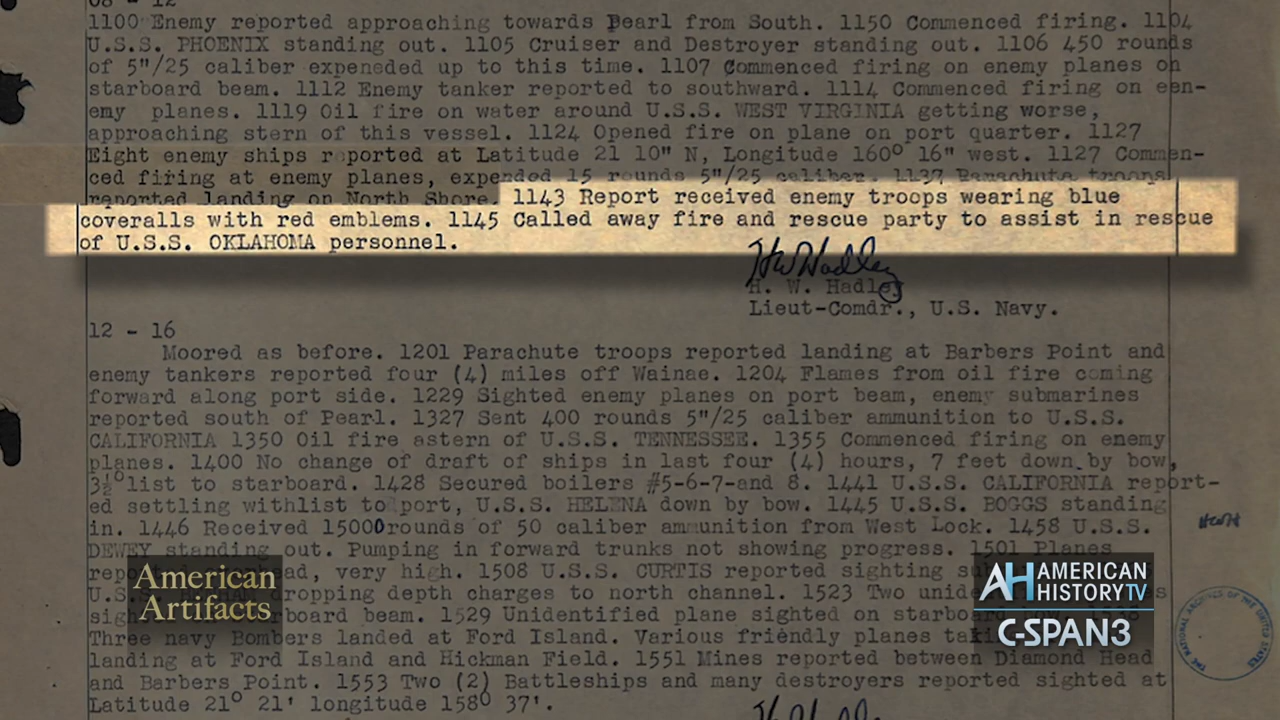 08 - 12
1100 Enemy reported approaching towards Pearl from South. 1150 Commenced firing. 1104
U.S.S. PHOENIX standing out. 1105 Cruiser and Destroyer standing out. 1106 450 rounds
of 5"/25 caliber expeneded up to this time. 1107 Commenced firing on enemy planes on
starboard beam. 1112 Enemy tanker reported to southward. 1114 Commenced firing on een-
emy planes. 1119 Oil fire on water around U.S.S. WEST VIRGINIA getting worse,
approaching stern of this vessel. 1124 Opened fire on plane on port quarter. 1127
Eight enemy ships reported at Latitude 21 10" N, Longitude 160° 16" west. 1127 Commen-
ced firing at enemy planes, expended 15 rounds 5"/25 caliber. 1137 Parachute troops
reported landing on North Shore. 1143 Report received enemy troops wearing blue
coveralls with red emblems. 1145 Called away fire and rescue party to assist in rescue
of U.S.S. OKLAHOMA personnel.
HW Hadley
H. W. Hadley
Lieut-Comdr., U.S. Navy.
12 - 16
Moored as before. 1201 Parachute troops reported landing at Barbers Point and
enemy tankers reported four (4) miles off Wainae. 1204 Flames from oil fire coming
forward along port side. 1229 Sighted enemy planes on port beam, enemy submarines
reported south of Pearl. 1327 Sent 400 rounds 5"/25 caliber ammunition to U.S.S.
CALIFORNIA 1350 Oil fire astern of U.S.S. TENNESSEE. 1355 Commenced firing on enemy
planes. 1400 No change of draft of ships in last four (4) hours, 7 feet down by bow,
3½° list to starboard. 1428 Secured boilers #5-6-7-and 8. 1441 U.S.S. CALIFORNIA report-
ed settling withlist to port, U.S.S. HELENA down by bow. 1445 U.S.S. BOGGS standing
in. 1446 Received 15000 rounds of 50 caliber ammunition from West Lock. 1458 U.S.S.
DEWEY standing out. Pumping in forward trunks not showing progress. 1501 Planes
overhead, very high. 1508 U.S.S. CURTIS reported sighting
U.S.S. dropping depth charges to north channel. 1523 Two
beam. 1529 Unidentified plane sighted on
Three navy Bombers landed at Ford Island. Various friendly planes
landing at Ford Island and Hickman Field. 1551 Mines reported between Diamond Head
and Barbers Point. 1553 Two (2) Battleships and many destroyers reported sighted at
Latitude 21° 21' longitude 158° 37'.
American
Artifacts
AH AMERICAN
HISTORY TV
C-SPAN3